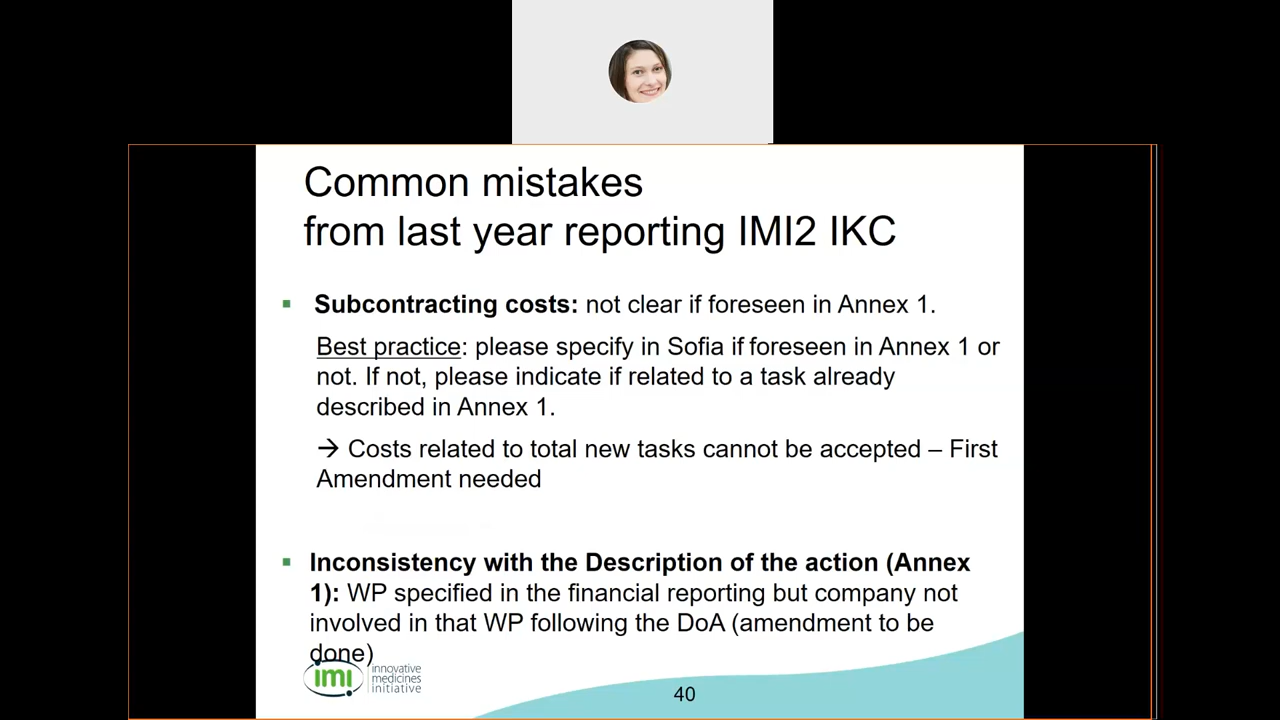 Common mistakes
from last year reporting IMI2 IKC
▪ Subcontracting costs: not clear if foreseen in Annex 1.
Best practice: please specify in Sofia if foreseen in Annex 1 or
not. If not, please indicate if related to a task already
described in Annex 1.
→ Costs related to total new tasks cannot be accepted – First
Amendment needed
▪ Inconsistency with the Description of the action (Annex
1): WP specified in the financial reporting but company not
involved in that WP following the DoA (amendment to be
done)
imi
innovative
medicines
initiative
40